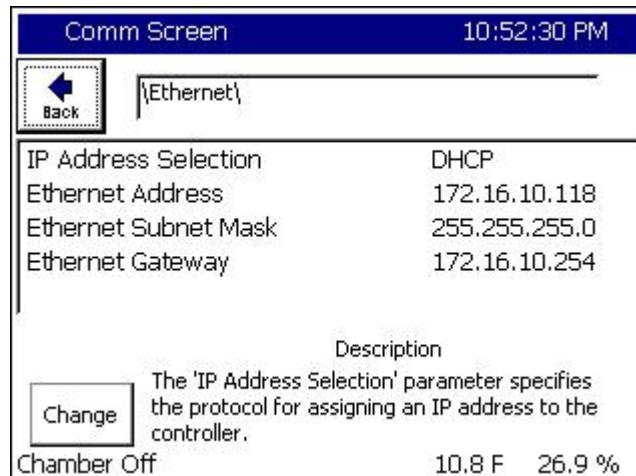 Comm Screen 10:52:30 PM
Back
\Ethernet\
IP Address Selection DHCP
Ethernet Address 172.16.10.118
Ethernet Subnet Mask 255.255.255.0
Ethernet Gateway 172.16.10.254
Description
The 'IP Address Selection' parameter specifies
the protocol for assigning an IP address to the
controller.
Change
Chamber Off 10.8 F 26.9 %